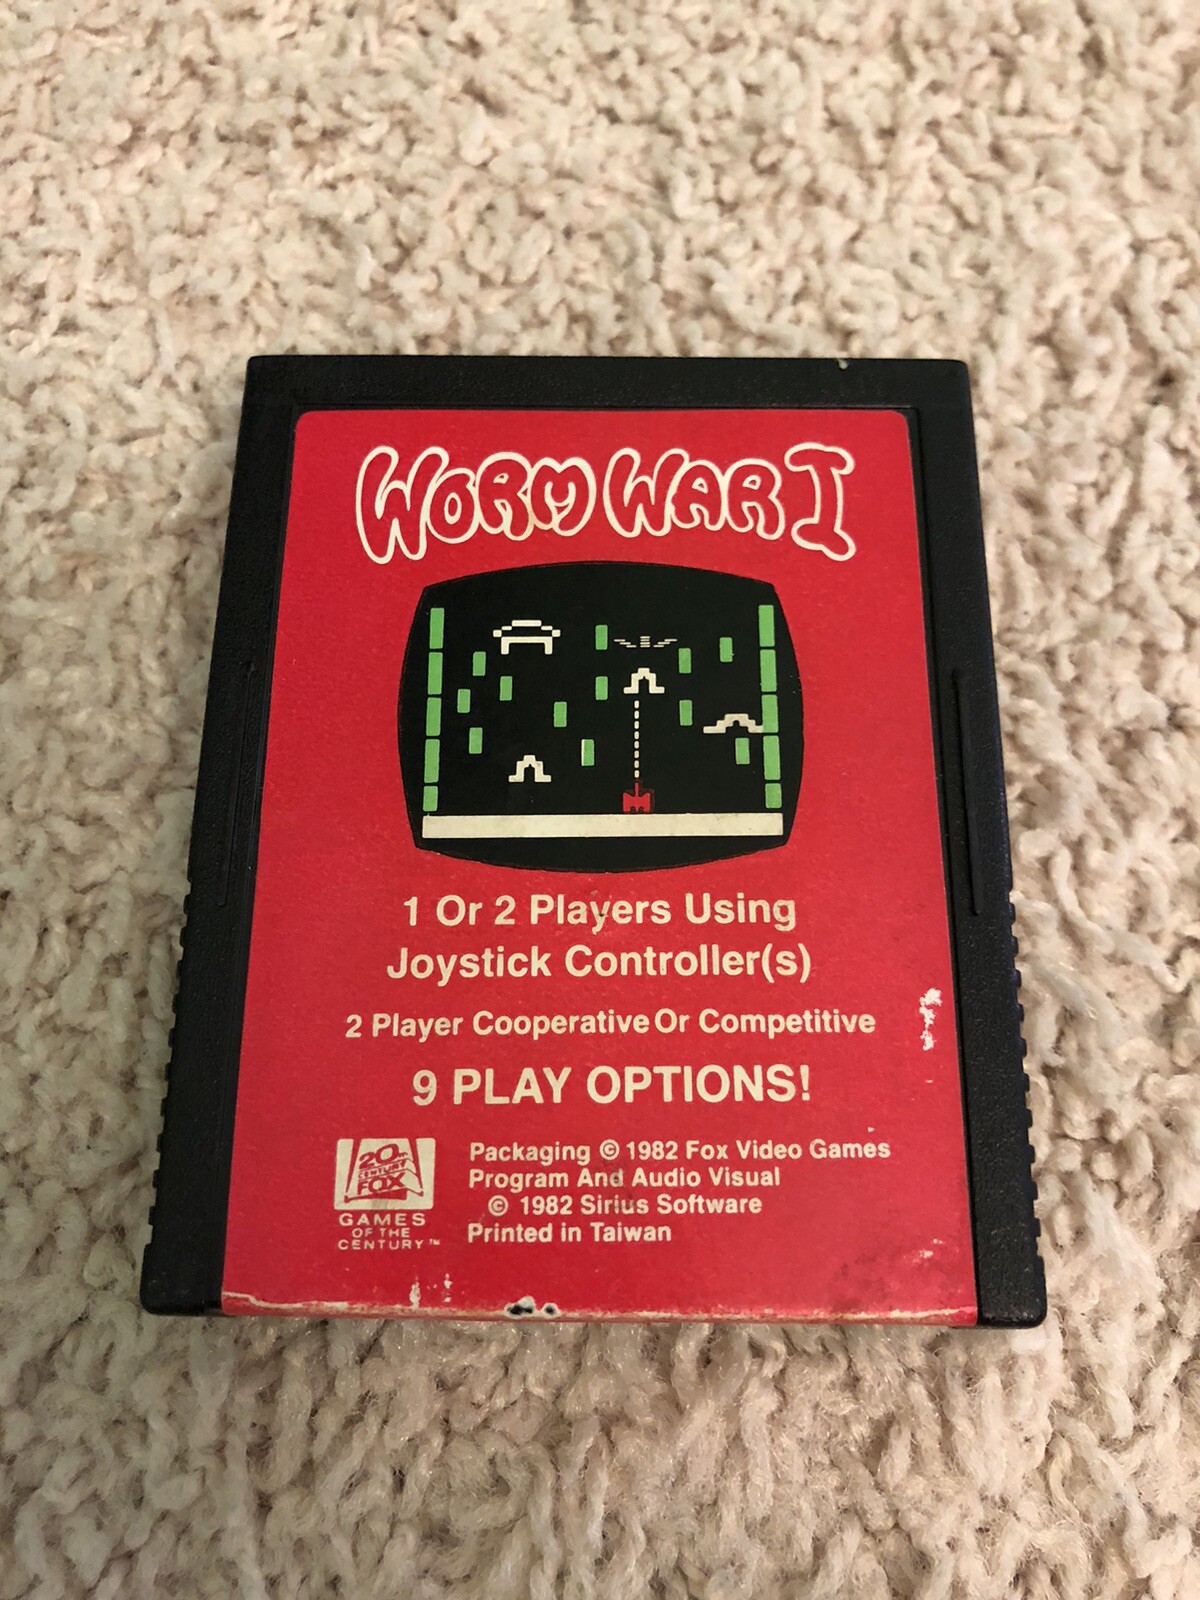 WORM WAR I
1 Or 2 Players Using
Joystick Controller(s)
2 Player Cooperative Or Competitive
9 PLAY OPTIONS!
20th
CENTURY
FOX
GAMES
OF THE
CENTURY™
Packaging © 1982 Fox Video Games
Program And Audio Visual
© 1982 Sirius Software
Printed in Taiwan